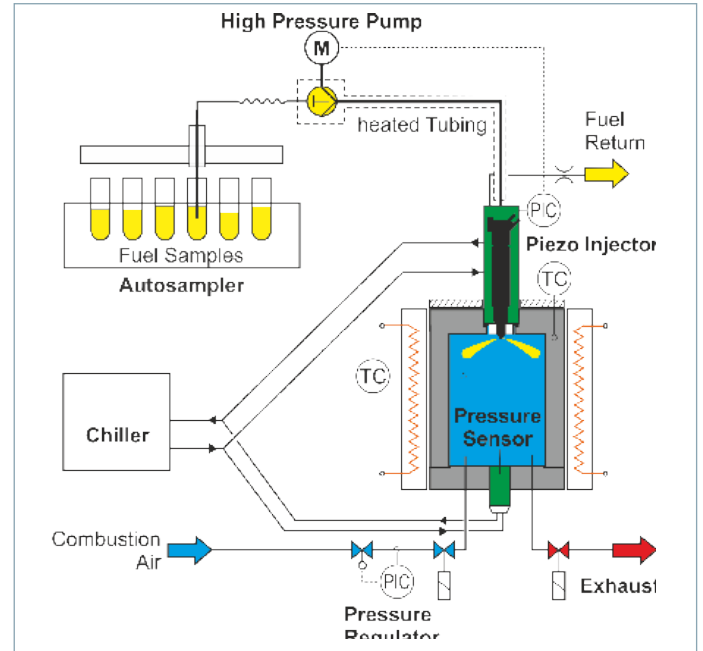 High Pressure Pump
M
heated Tubing
Fuel
Return
PIC
Fuel Samples
Autosampler
Piezo Injector
TC
TC
Chiller
Pressure
Sensor
Combustion
Air
PIC
Exhaust
Pressure
Regulator